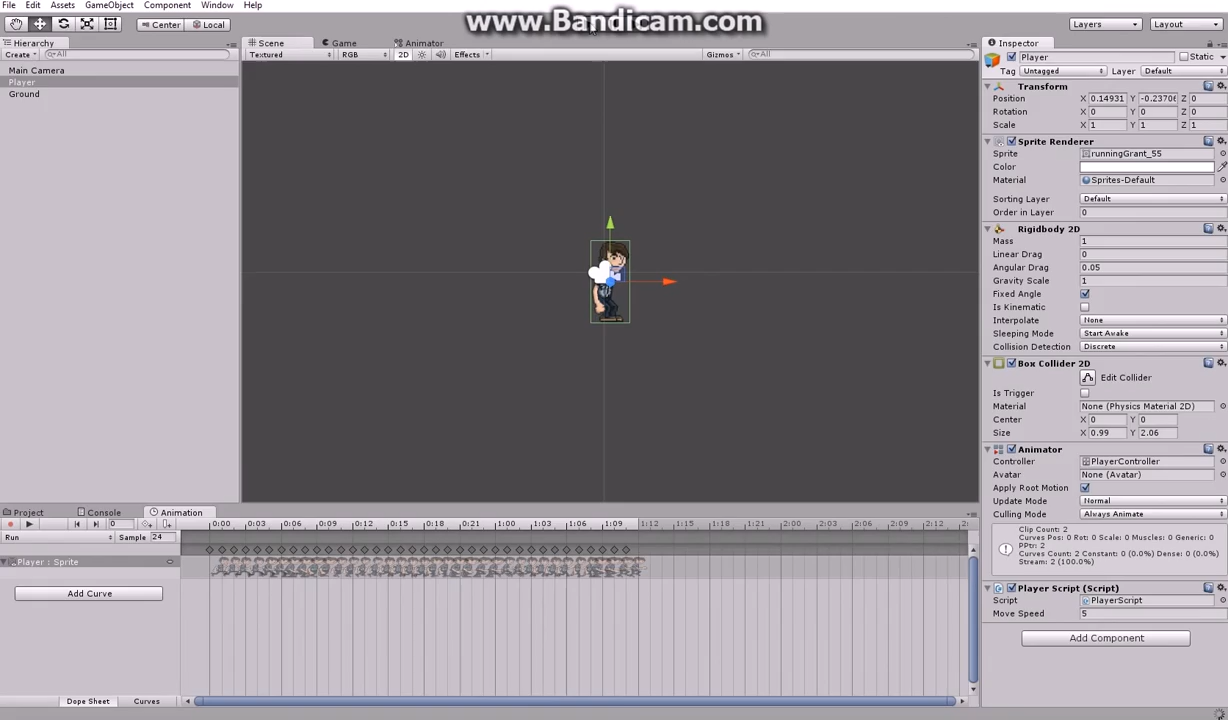 File Edit Assets GameObject Component Window Help
www.Bandicam.com
Center Local
Layers Layout
Hierarchy
Create All
Main Camera
Player
Ground
Scene Game Animator
Textured RGB 2D Effects Gizmos All
Inspector
Player Static
Tag Untagged Layer Default
Transform
Position X 0.14931 Y -0.23706 Z 0
Rotation X 0 Y 0 Z 0
Scale X 1 Y 1 Z 1
Sprite Renderer
Sprite runningGrant_55
Color
Material Sprites-Default
Sorting Layer Default
Order in Layer 0
Rigidbody 2D
Mass 1
Linear Drag 0
Angular Drag 0.05
Gravity Scale 1
Fixed Angle
Is Kinematic
Interpolate None
Sleeping Mode Start Awake
Collision Detection Discrete
Box Collider 2D
Edit Collider
Is Trigger
Material None (Physics Material 2D)
Center X 0 Y 0
Size X 0.99 Y 2.06
Animator
Controller PlayerController
Avatar None (Avatar)
Apply Root Motion
Update Mode Normal
Culling Mode Always Animate
Clip Count: 2
Curves Pos: 0 Rot: 0 Scale: 0 Muscles: 0 Generic: 0
PPtr: 2
Curves Count: 2 Constant: 0 (0.0%) Dense: 0 (0.0%)
Stream: 2 (100.0%)
Player Script (Script)
Script PlayerScript
Move Speed 5
Add Component
Project Console Animation
0 0:00 0:03 0:06 0:09 0:12 0:15 0:18 0:21 1:00 1:03 1:06 1:09 1:12 1:15 1:18 1:21 2:00 2:03 2:06 2:09 2:12
Run Sample 24
Player : Sprite
Add Curve
Dope Sheet Curves